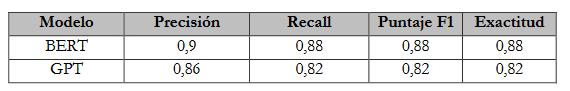 Modelo Precisión Recall Puntaje F1 Exactitud
BERT 0,9 0,88 0,88 0,88
GPT 0,86 0,82 0,82 0,82